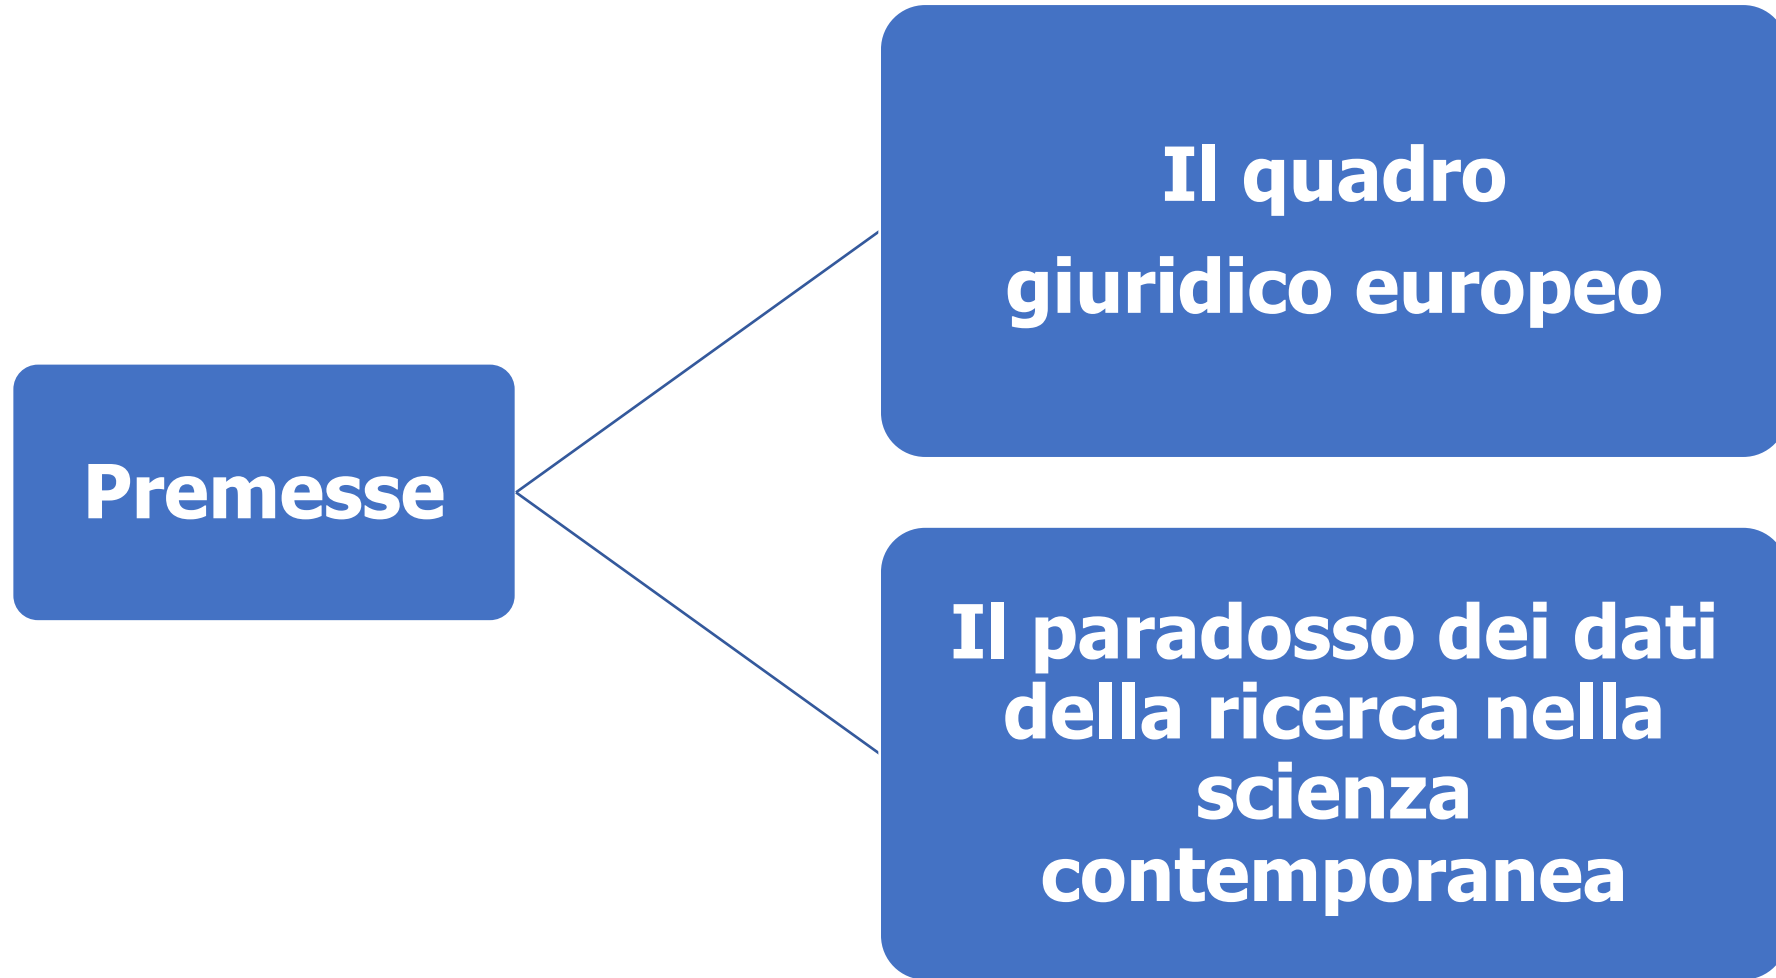 Premesse
Il quadro
giuridico europeo
Il paradosso dei dati
della ricerca nella
scienza
contemporanea